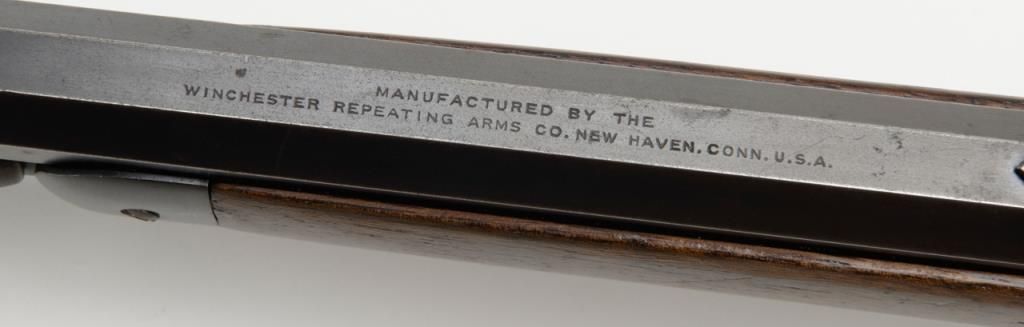 MANUFACTURED BY THE
WINCHESTER REPEATING ARMS CO. NEW HAVEN. CONN. U.S.A.